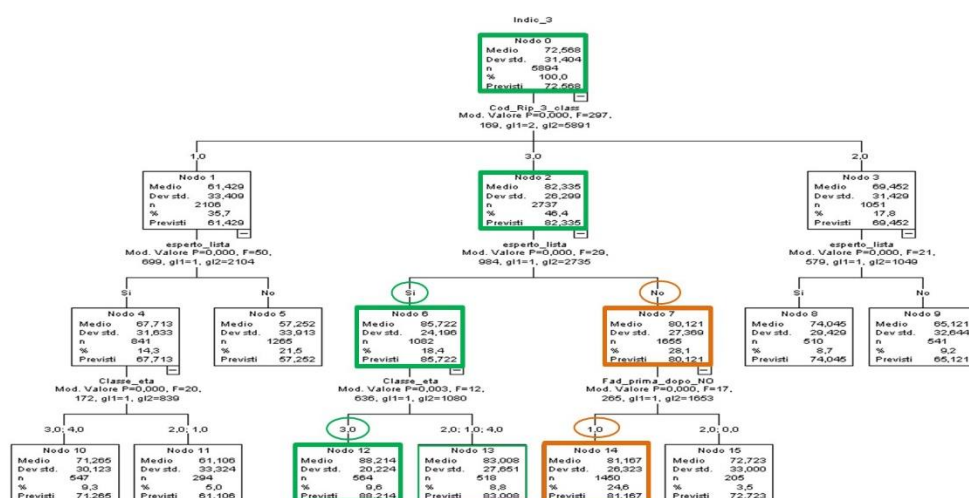 Indic_3
Nodo 0
Medio 72,568
Dev std. 31,404
n 5894
% 100,0
Previsti 72,568
Cod_Rip_3_class
Mod. Valore P=0,000, F=297,
169, gl1=2, gl2=5891
1,0
3,0
2,0
Nodo 1
Medio 61,429
Dev std. 33,409
n 2106
% 35,7
Previsti 61,429
Nodo 2
Medio 82,335
Dev std. 26,299
n 2737
% 46,4
Previsti 82,335
Nodo 3
Medio 69,452
Dev std. 31,429
n 1051
% 17,8
Previsti 69,452
esperto_lista
Mod. Valore P=0,000, F=50,
699, gl1=1, gl2=2104
esperto_lista
Mod. Valore P=0,000, F=29,
984, gl1=1, gl2=2735
esperto_lista
Mod. Valore P=0,000, F=21,
579, gl1=1, gl2=1049
Si
No
Si
No
Si
No
Nodo 4
Medio 67,713
Dev std. 31,633
n 841
% 14,3
Previsti 67,713
Nodo 5
Medio 57,252
Dev std. 33,913
n 1265
% 21,5
Previsti 57,252
Nodo 6
Medio 85,722
Dev std. 24,196
n 1082
% 18,4
Previsti 85,722
Nodo 7
Medio 80,121
Dev std. 27,369
n 1655
% 28,1
Previsti 80,121
Nodo 8
Medio 74,045
Dev std. 29,429
n 510
% 8,7
Previsti 74,045
Nodo 9
Medio 65,121
Dev std. 32,644
n 541
% 9,2
Previsti 65,121
Classe_eta
Mod. Valore P=0,000, F=20,
172, gl1=1, gl2=839
Classe_eta
Mod. Valore P=0,003, F=12,
636, gl1=1, gl2=1080
Fad_prima_dopo_NO
Mod. Valore P=0,000, F=17,
265, gl1=1, gl2=1653
3,0; 4,0
2,0; 1,0
3,0
2,0; 1,0; 4,0
1,0
2,0; 0,0
Nodo 10
Medio 71,265
Dev std. 30,123
n 547
% 9,3
Previsti 71,265
Nodo 11
Medio 61,106
Dev std. 33,324
n 294
% 5,0
Previsti 61,106
Nodo 12
Medio 88,214
Dev std. 20,224
n 564
% 9,6
Previsti 88,214
Nodo 13
Medio 83,008
Dev std. 27,651
n 518
% 8,8
Previsti 83,008
Nodo 14
Medio 81,167
Dev std. 26,323
n 1450
% 24,6
Previsti 81,167
Nodo 15
Medio 72,723
Dev std. 33,000
n 205
% 3,5
Previsti 72,723